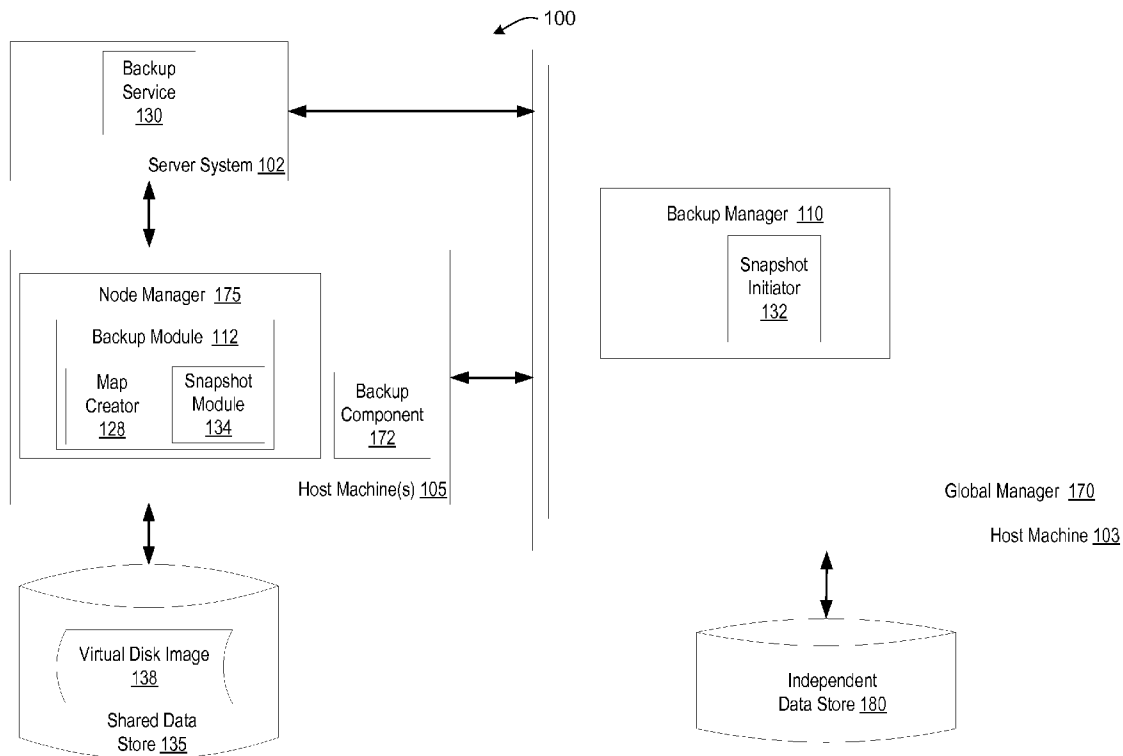 100
Backup
Service
130
Server System 102
Backup Manager 110
Snapshot
Initiator
132
Node Manager 175
Backup Module 112
Map
Creator
128
Snapshot
Module
134
Backup
Component
172
Host Machine(s) 105
Global Manager 170
Host Machine 103
Virtual Disk Image
138
Shared Data
Store 135
Independent
Data Store 180